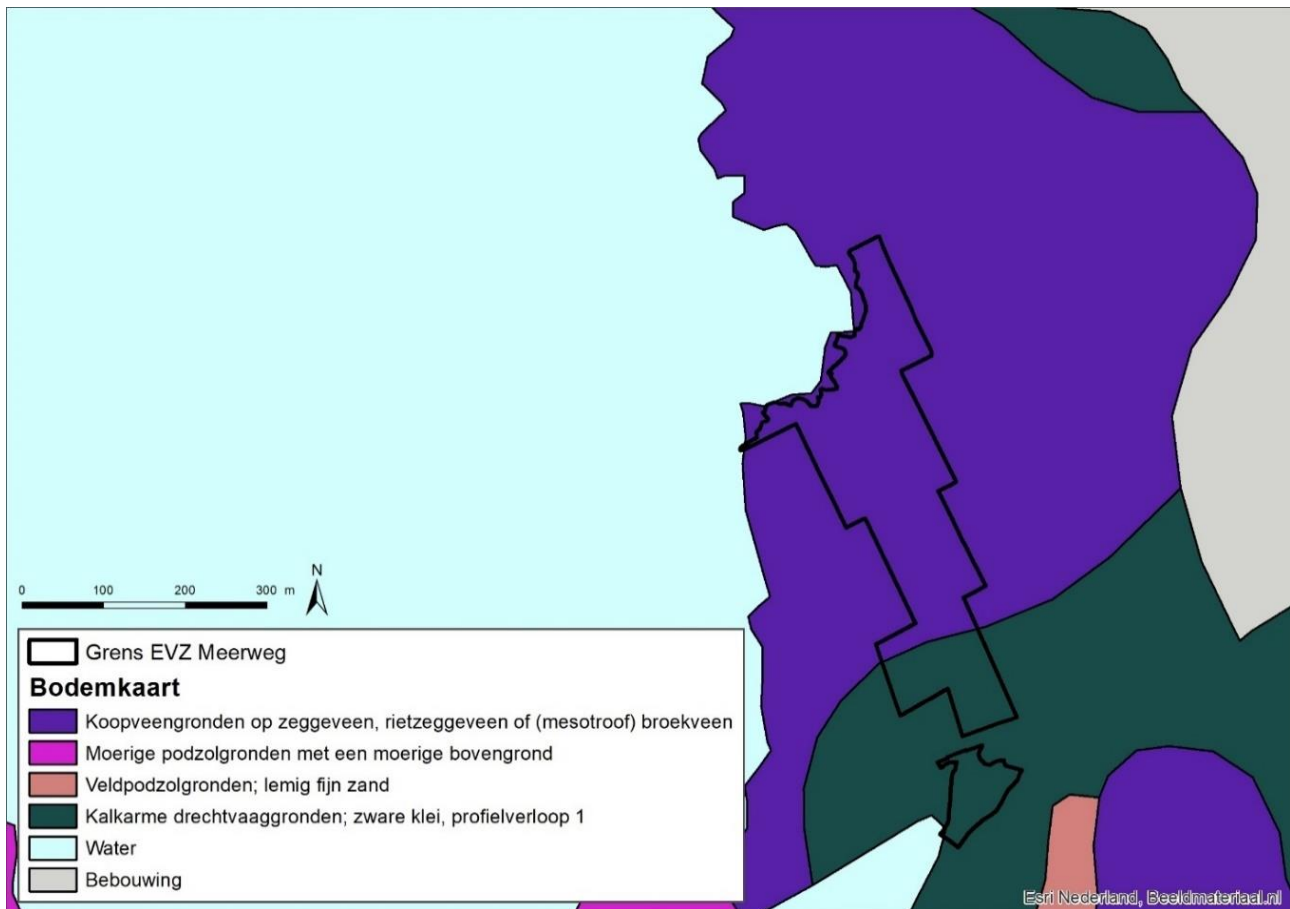 N
0 100 200 300 m
Grens EVZ Meerweg
Bodemkaart
Koopveengronden op zeggeveen, rietzeggeveen of (mesotroof) broekveen
Moerige podzolgronden met een moerige bovengrond
Veldpodzolgronden; lemig fijn zand
Kalkarme drechtvaaggronden; zware klei, profielverloop 1
Water
Bebouwing
Esri Nederland, Beeldmateriaal.nl